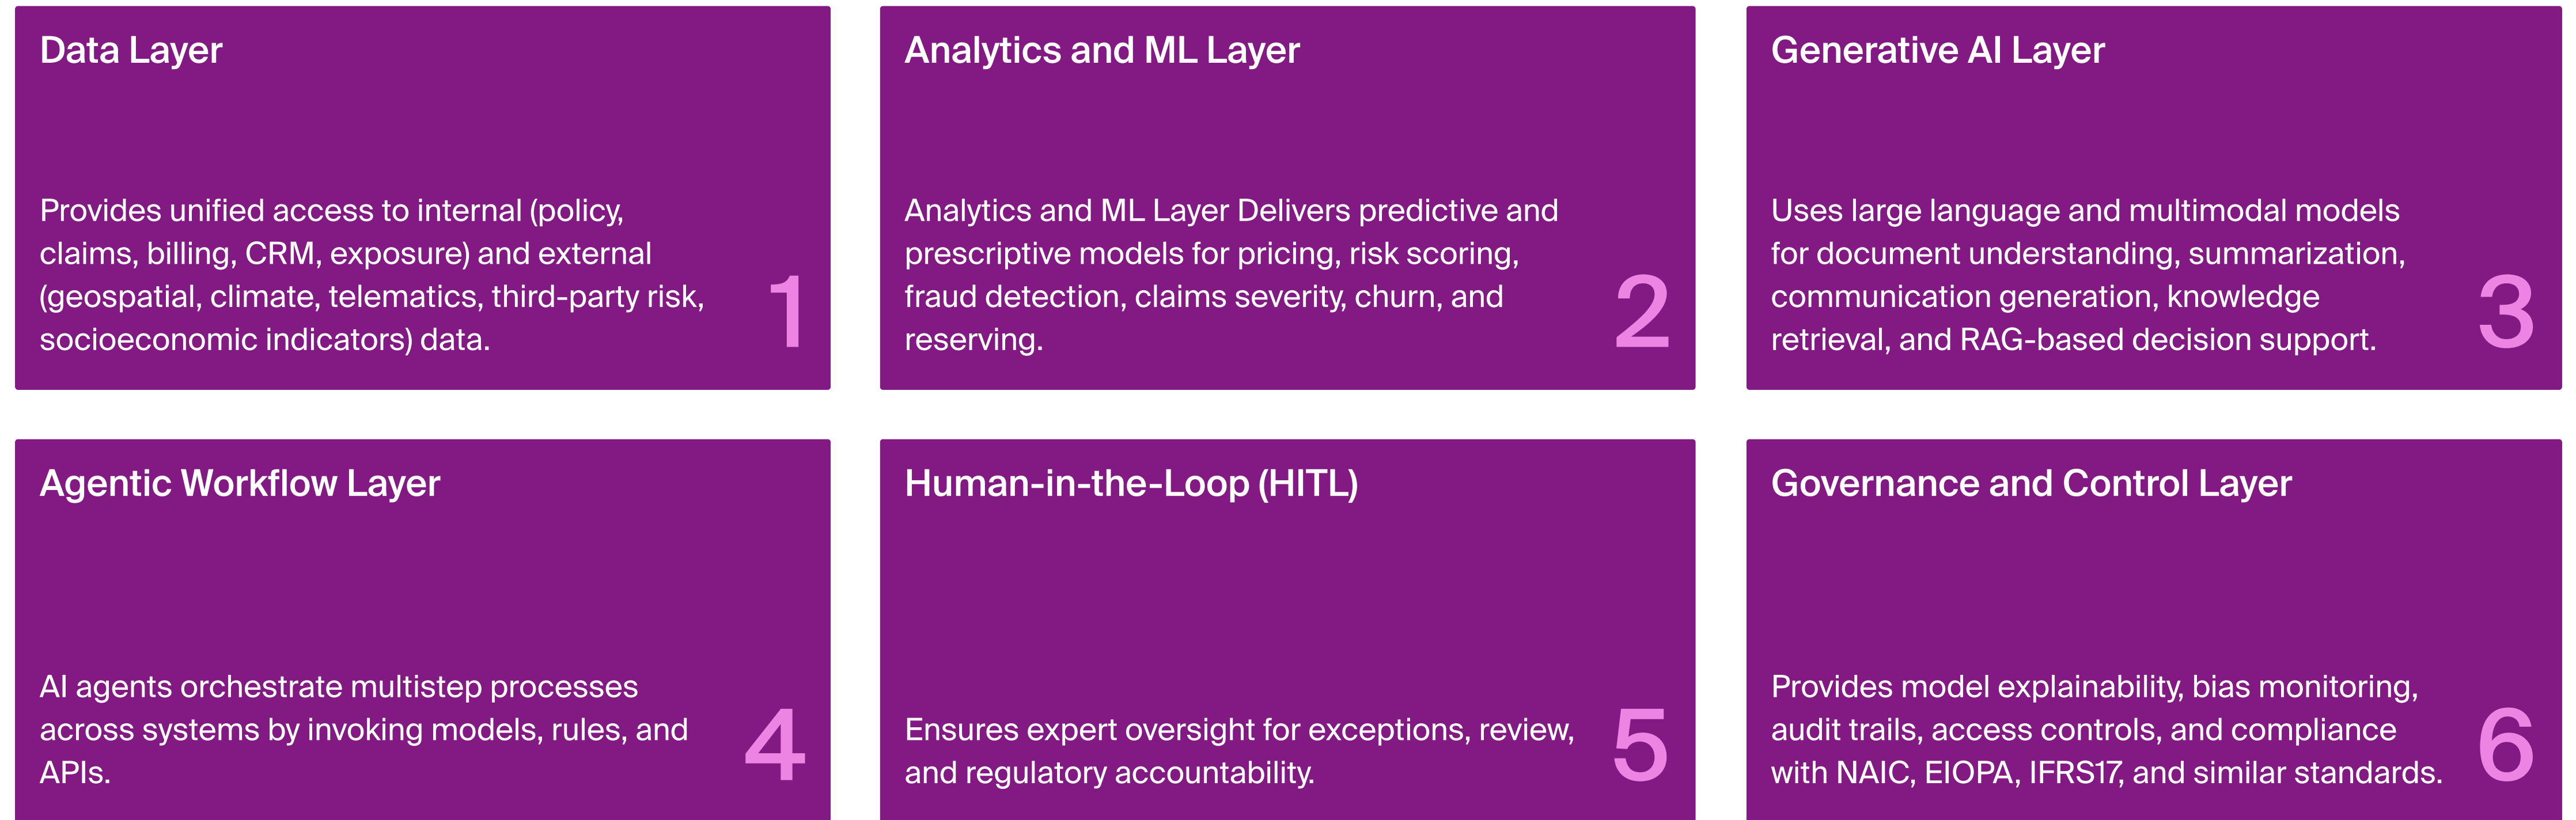 Data Layer
Provides unified access to internal (policy,
claims, billing, CRM, exposure) and external
(geospatial, climate, telematics, third-party risk,
socioeconomic indicators) data.
1
Analytics and ML Layer
Analytics and ML Layer Delivers predictive and
prescriptive models for pricing, risk scoring,
fraud detection, claims severity, churn, and
reserving.
2
Generative AI Layer
Uses large language and multimodal models
for document understanding, summarization,
communication generation, knowledge
retrieval, and RAG-based decision support.
3
Agentic Workflow Layer
AI agents orchestrate multistep processes
across systems by invoking models, rules, and
APIs.
4
Human-in-the-Loop (HITL)
Ensures expert oversight for exceptions, review,
and regulatory accountability.
5
Governance and Control Layer
Provides model explainability, bias monitoring,
audit trails, access controls, and compliance
with NAIC, EIOPA, IFRS17, and similar standards.
6